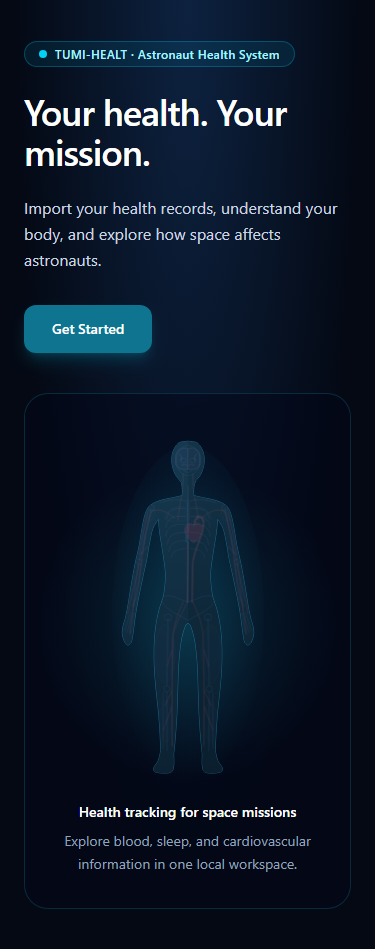 TUMI-HEALT · Astronaut Health System
Your health. Your
mission.
Import your health records, understand your
body, and explore how space affects
astronauts.
Get Started
Health tracking for space missions
Explore blood, sleep, and cardiovascular
information in one local workspace.